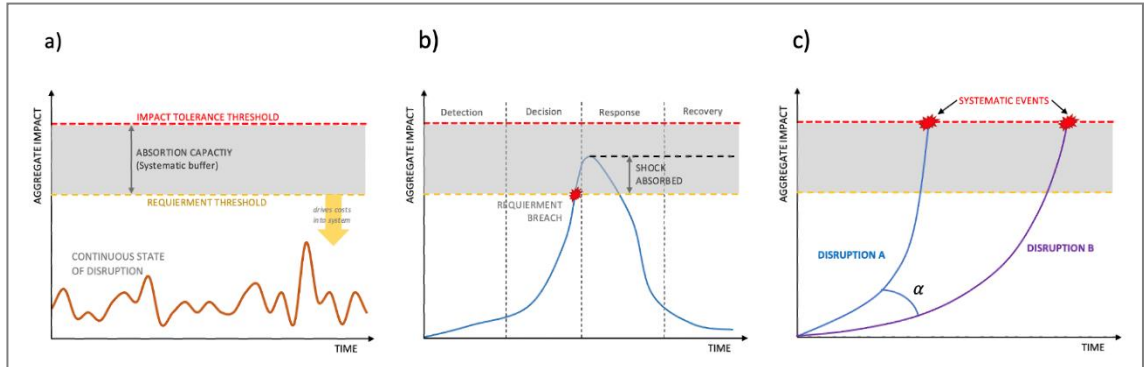 a)
AGGREGATE IMPACT
IMPACT TOLERANCE THRESHOLD
ABSORTION CAPACTIY
(Systematic buffer)
REQUIERMENT THRESHOLD
drives costs
into system
CONTINUOUS STATE
OF DISRUPTION
TIME
b)
AGGREGATE IMPACT
Detection
Decision
Response
Recovery
SHOCK
ABSORBED
REQUIERMENT
BREACH
TIME
c)
AGGREGATE IMPACT
SYSTEMATIC EVENTS
DISRUPTION A
DISRUPTION B
α
TIME